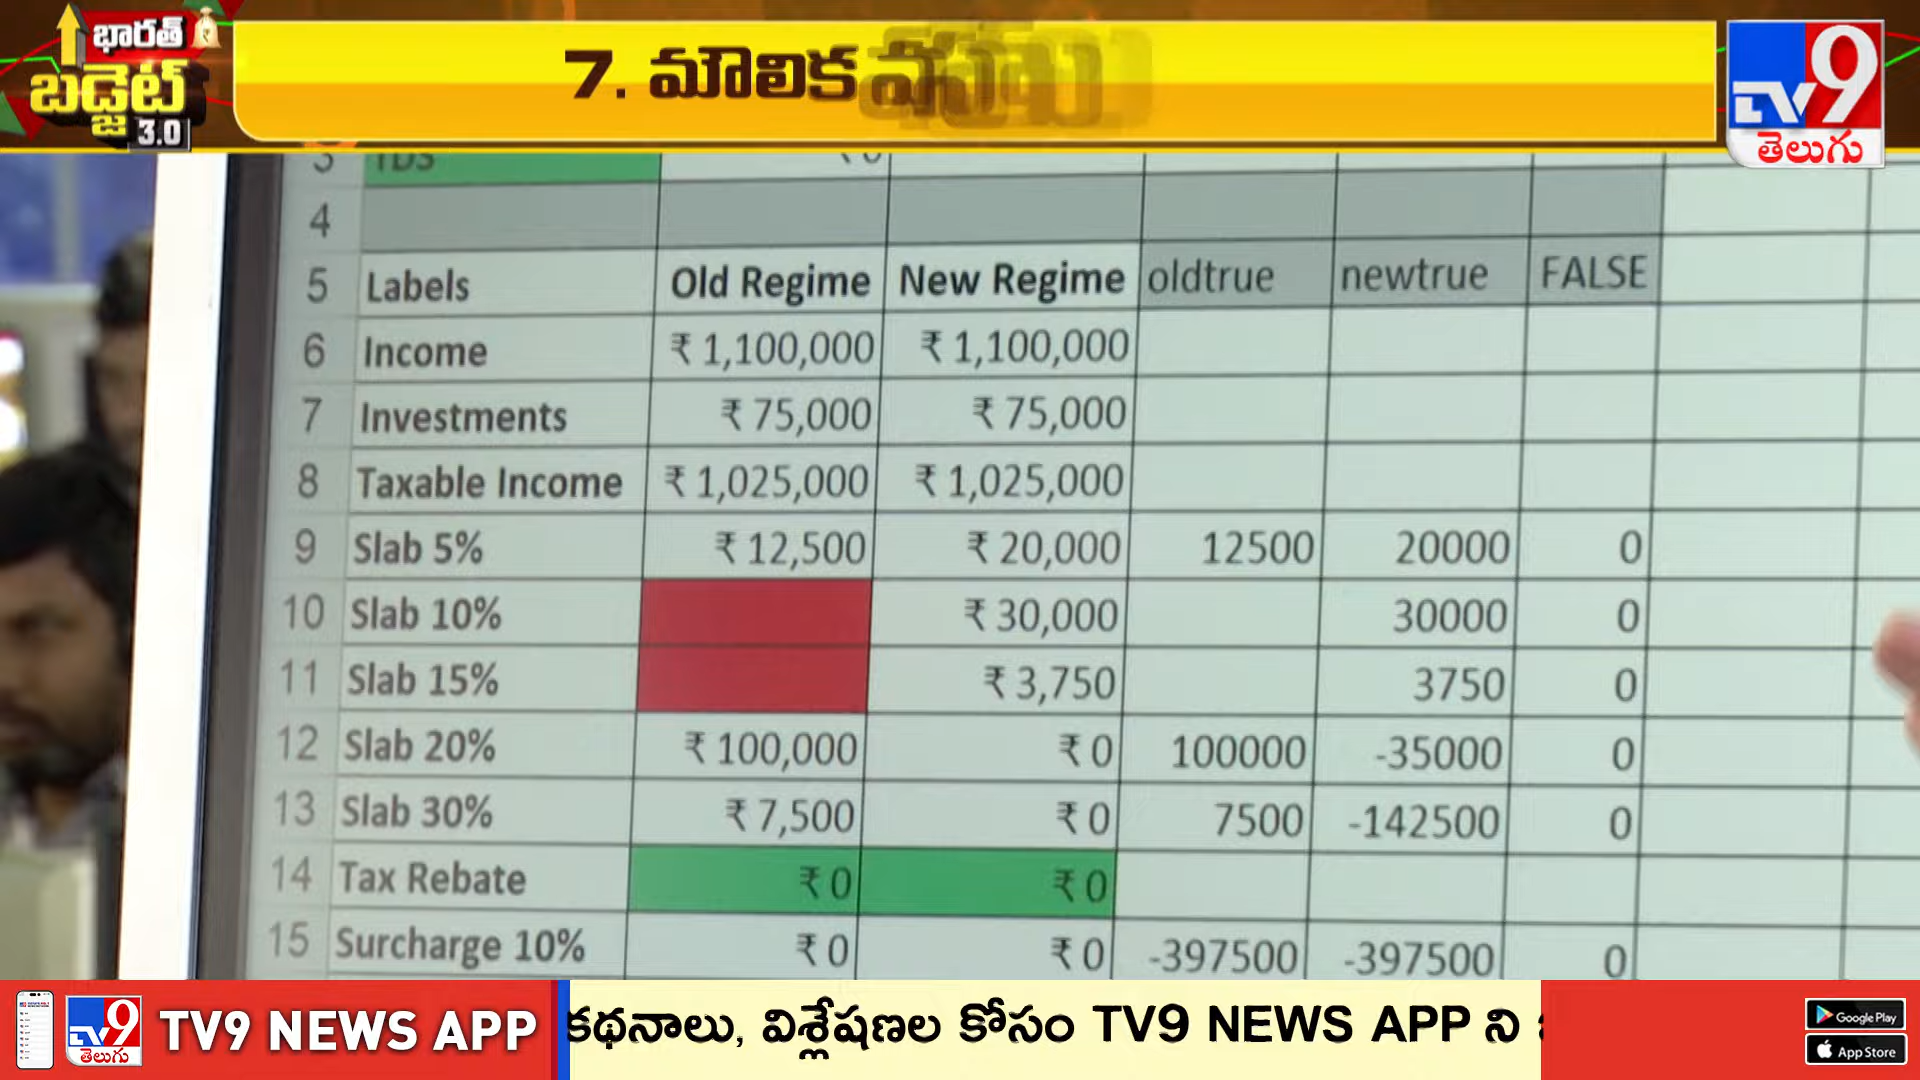 భారత్
బడ్జెట్
3.0
7. మౌలిక
TV9
తెలుగు
3 TDS ₹ 0
4
5 Labels Old Regime New Regime oldtrue newtrue FALSE
6 Income ₹ 1,100,000 ₹ 1,100,000
7 Investments ₹ 75,000 ₹ 75,000
8 Taxable Income ₹ 1,025,000 ₹ 1,025,000
9 Slab 5% ₹ 12,500 ₹ 20,000 12500 20000 0
10 Slab 10% ₹ 30,000 30000 0
11 Slab 15% ₹ 3,750 3750 0
12 Slab 20% ₹ 100,000 ₹ 0 100000 -35000 0
13 Slab 30% ₹ 7,500 ₹ 0 7500 -142500 0
14 Tax Rebate ₹ 0 ₹ 0
15 Surcharge 10% ₹ 0 ₹ 0 -397500 -397500 0
TV9
తెలుగు
TV9 NEWS APP
కథనాలు, విశ్లేషణల కోసం TV9 NEWS APP ని
Google Play
App Store